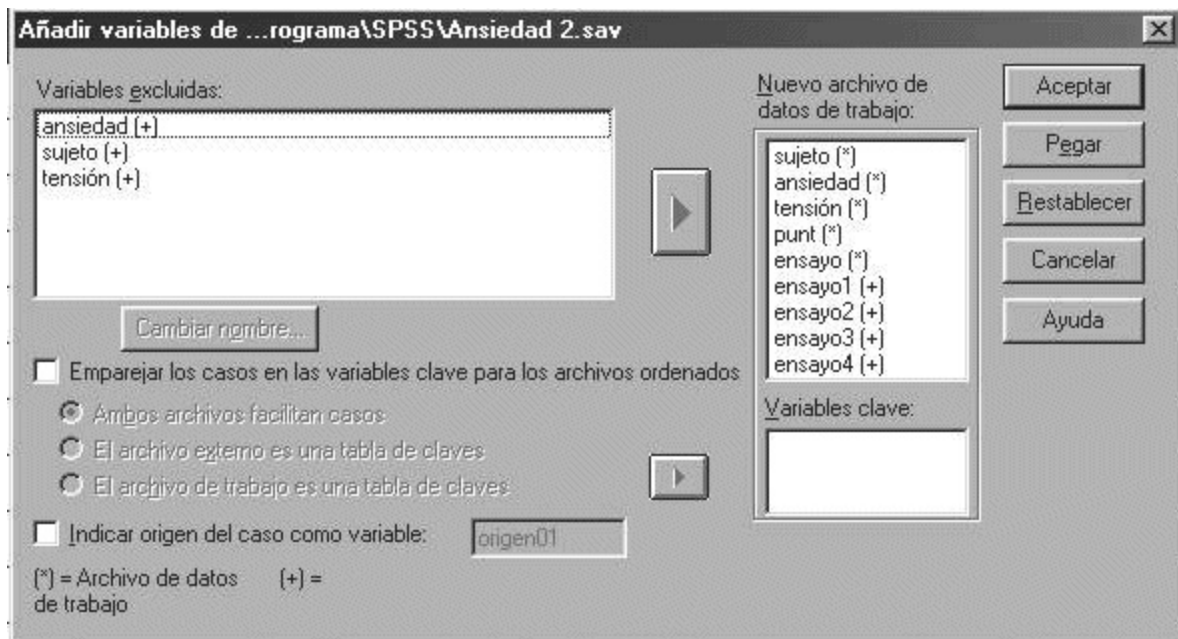 Añadir variables de ...rograma\SPSS\Ansiedad 2.sav
Variables excluidas:
ansiedad (+)
sujeto (+)
tensión (+)
Cambiar nombre...
Emparejar los casos en las variables clave para los archivos ordenados
Ambos archivos facilitan casos
El archivo externo es una tabla de claves
El archivo de trabajo es una tabla de claves
Indicar origen del caso como variable:
origen01
(*) = Archivo de datos (+) =
de trabajo
Nuevo archivo de
datos de trabajo:
sujeto (*)
ansiedad (*)
tensión (*)
punt (*)
ensayo (*)
ensayo1 (+)
ensayo2 (+)
ensayo3 (+)
ensayo4 (+)
Variables clave:
Aceptar
Pegar
Restablecer
Cancelar
Ayuda